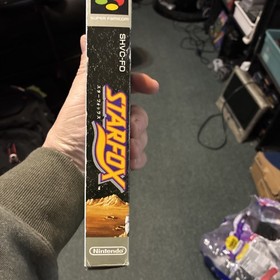 SUPER FAMICOM
SHVC-FO
STARFOX
スターフォックス
Nintendo